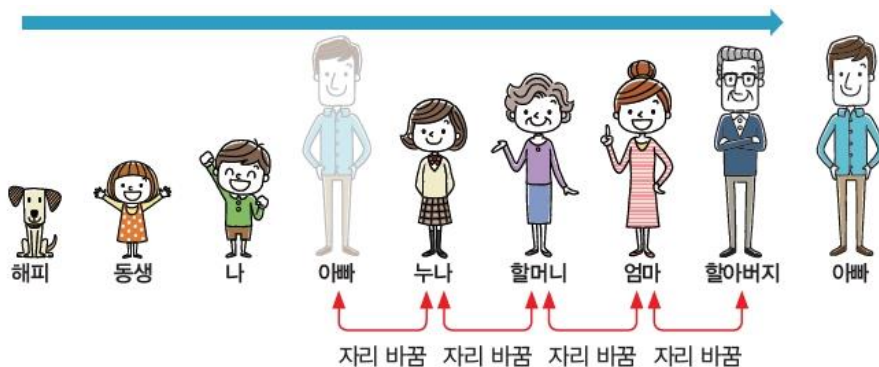 해피 동생 나 아빠 누나 할머니 엄마 할아버지 아빠
자리 바꿈 자리 바꿈 자리 바꿈 자리 바꿈